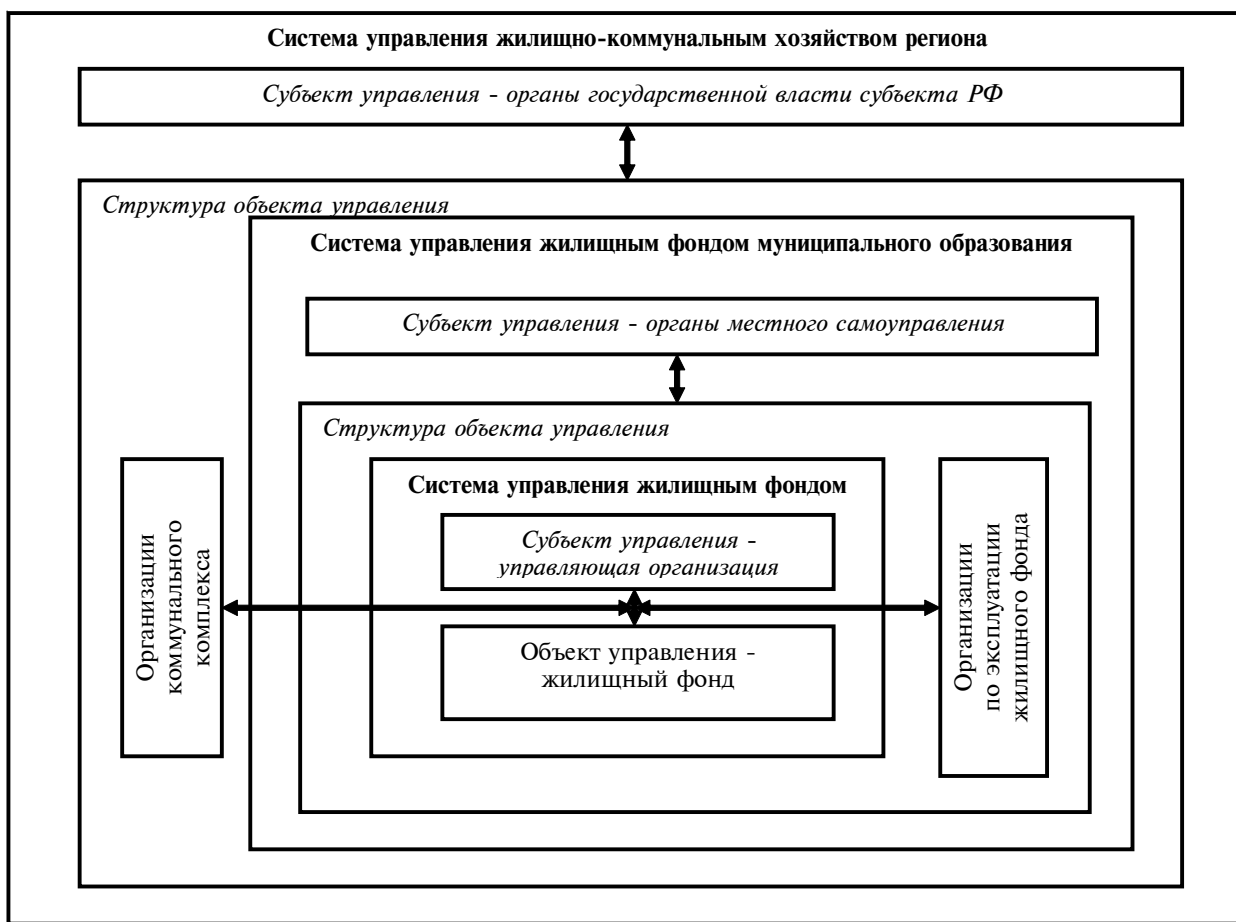 Система управления жилищно-коммунальным хозяйством региона
Субъект управления - органы государственной власти субъекта РФ
Структура объекта управления
Система управления жилищным фондом муниципального образования
Субъект управления - органы местного самоуправления
Структура объекта управления
Организации
коммунального
комплекса
Система управления жилищным фондом
Субъект управления -
управляющая организация
Объект управления -
жилищный фонд
Организации
по эксплуатации
жилищного фонда